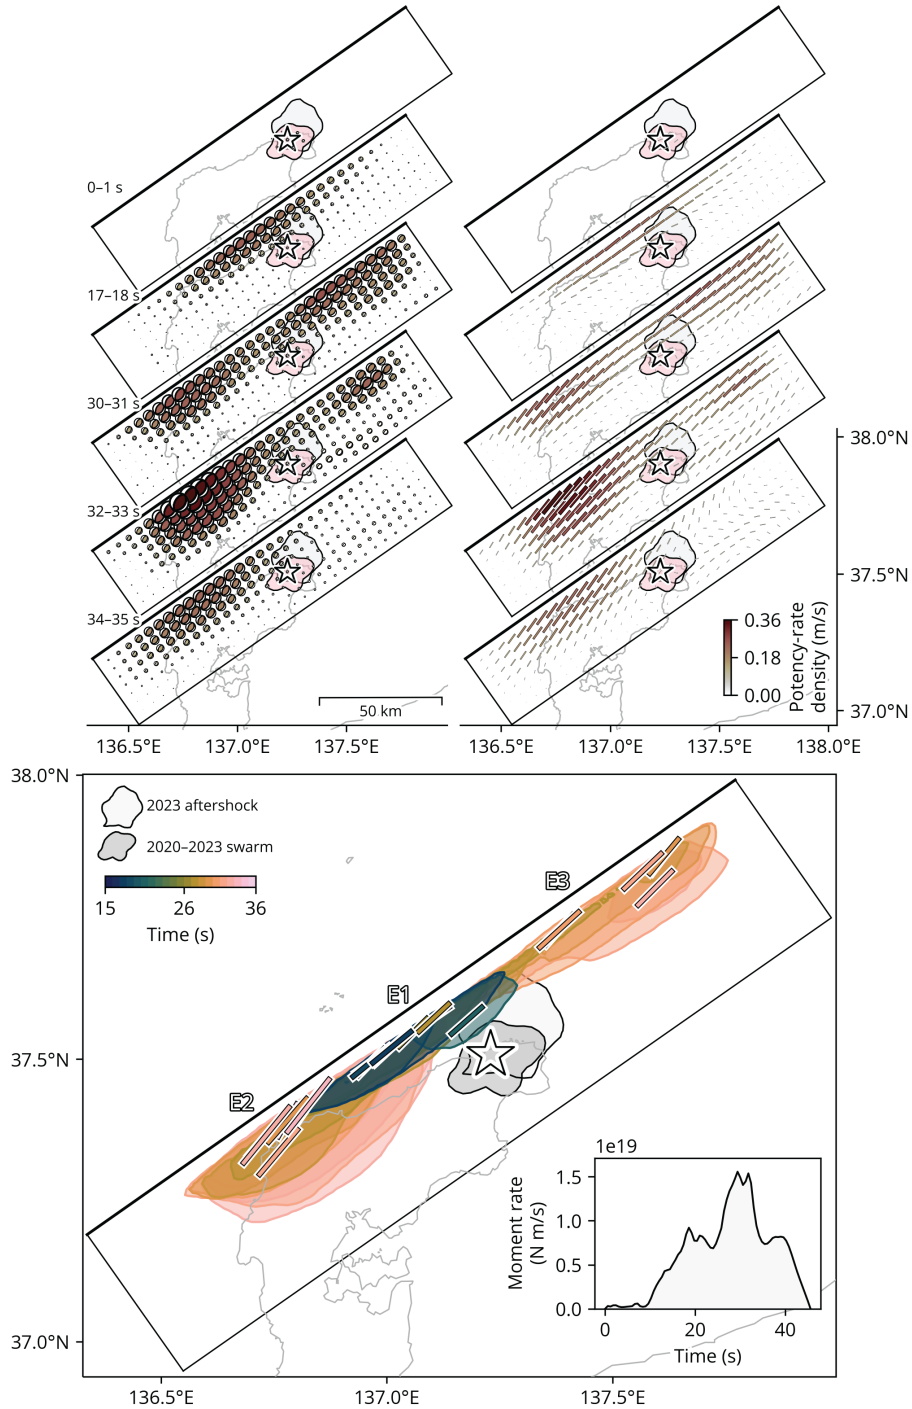 0–1 s
17–18 s
30–31 s
32–33 s
34–35 s
38.0°N
37.5°N
37.0°N
0.36
0.18
0.00
Potency-rate
density (m/s)
50 km
136.5°E 137.0°E 137.5°E
136.5°E 137.0°E 137.5°E 138.0°E
38.0°N
37.5°N
37.0°N
2023 aftershock
2020–2023 swarm
15 26 36
Time (s)
E3
E1
E2
1e19
1.5
1.0
0.5
0.0
Moment rate
(N m/s)
0 20 40
Time (s)
136.5°E 137.0°E 137.5°E